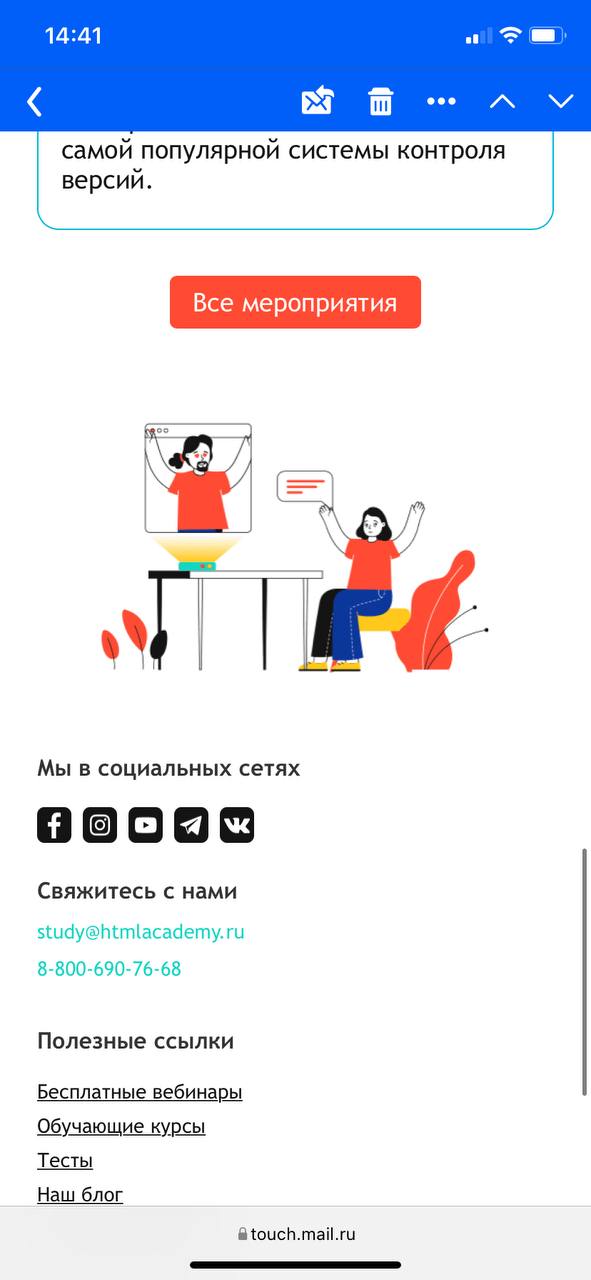 14:41
самой популярной системы контроля
версий.
Все мероприятия
Мы в социальных сетях
Свяжитесь с нами
study@htmlacademy.ru
8-800-690-76-68
Полезные ссылки
Бесплатные вебинары
Обучающие курсы
Тесты
Наш блог
touch.mail.ru